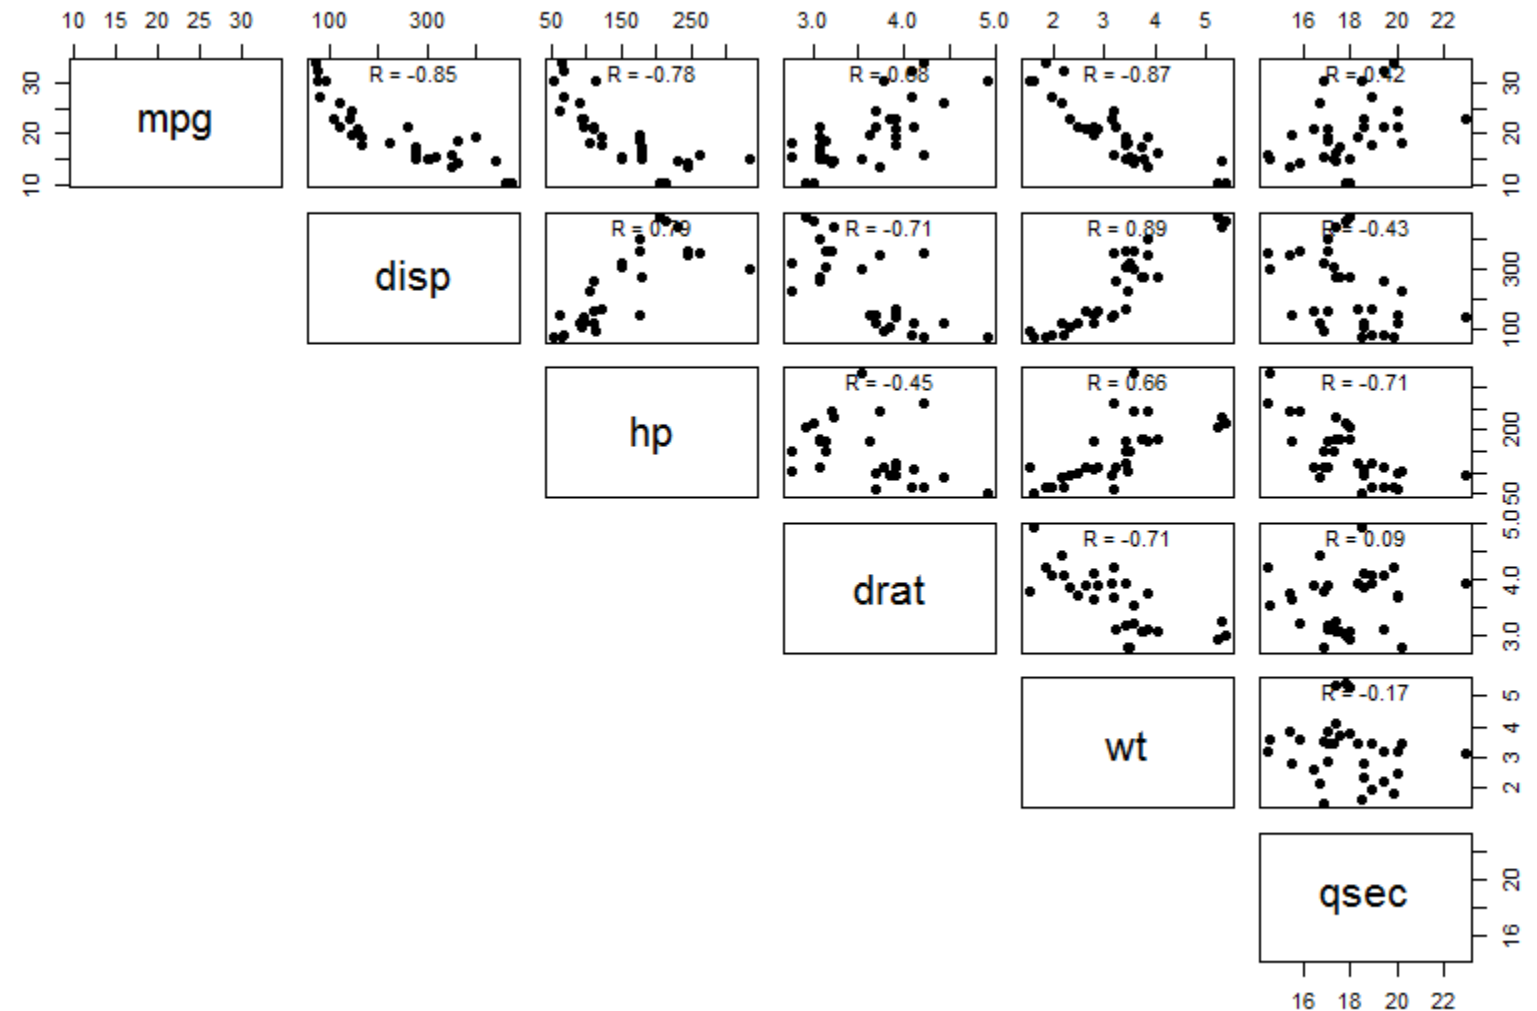 10 15 20 25 30 100 300 50 150 250 3.0 4.0 5.0 2 3 4 5 16 18 20 22
mpg R = -0.85 R = -0.78 R = 0.68 R = -0.87 R = 0.42 10 20 30 10 20 30
disp R = 0.79 R = -0.71 R = 0.89 R = -0.43 100 300
hp R = -0.45 R = 0.66 R = -0.71 50 200
drat R = -0.71 R = 0.09 3.0 4.0 5.0
wt R = -0.17 2 3 4 5
qsec 16 20
16 18 20 22